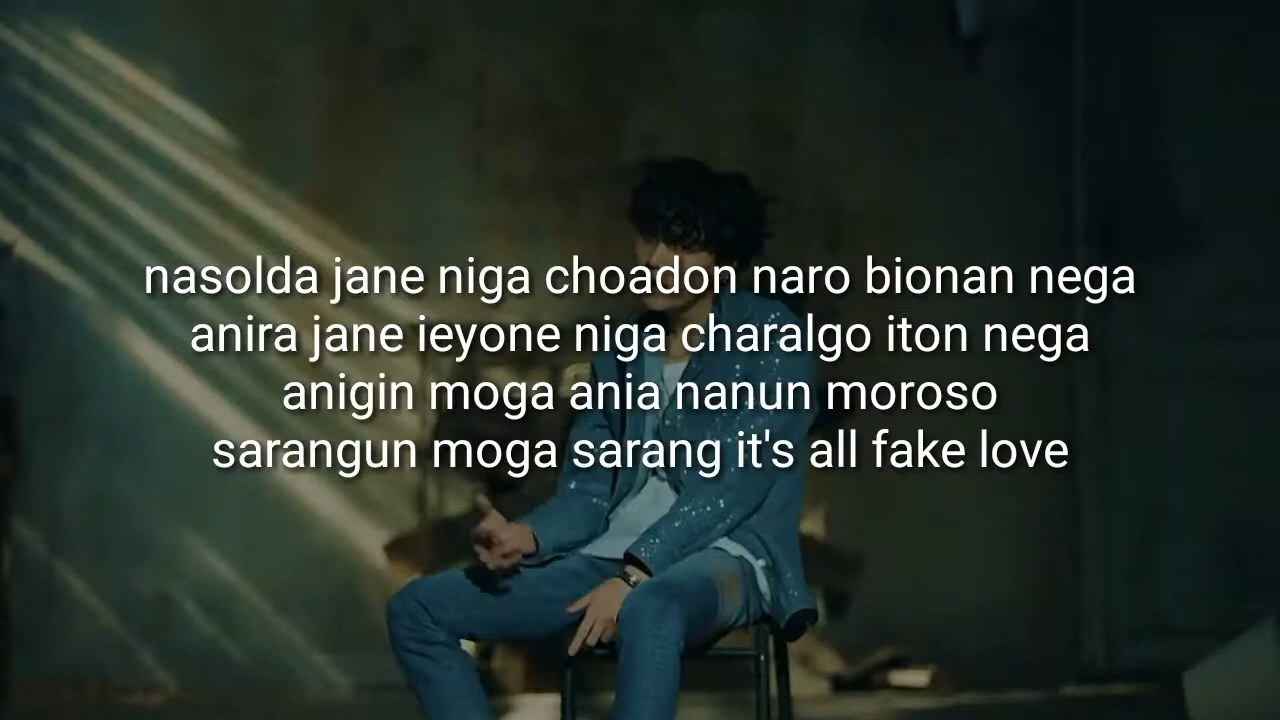 nasolda jane niga choadon naro bionan nega
anira jane ieyone niga charalgo iton nega
anigin moga ania nanun moroso
sarangun moga sarang it's all fake love